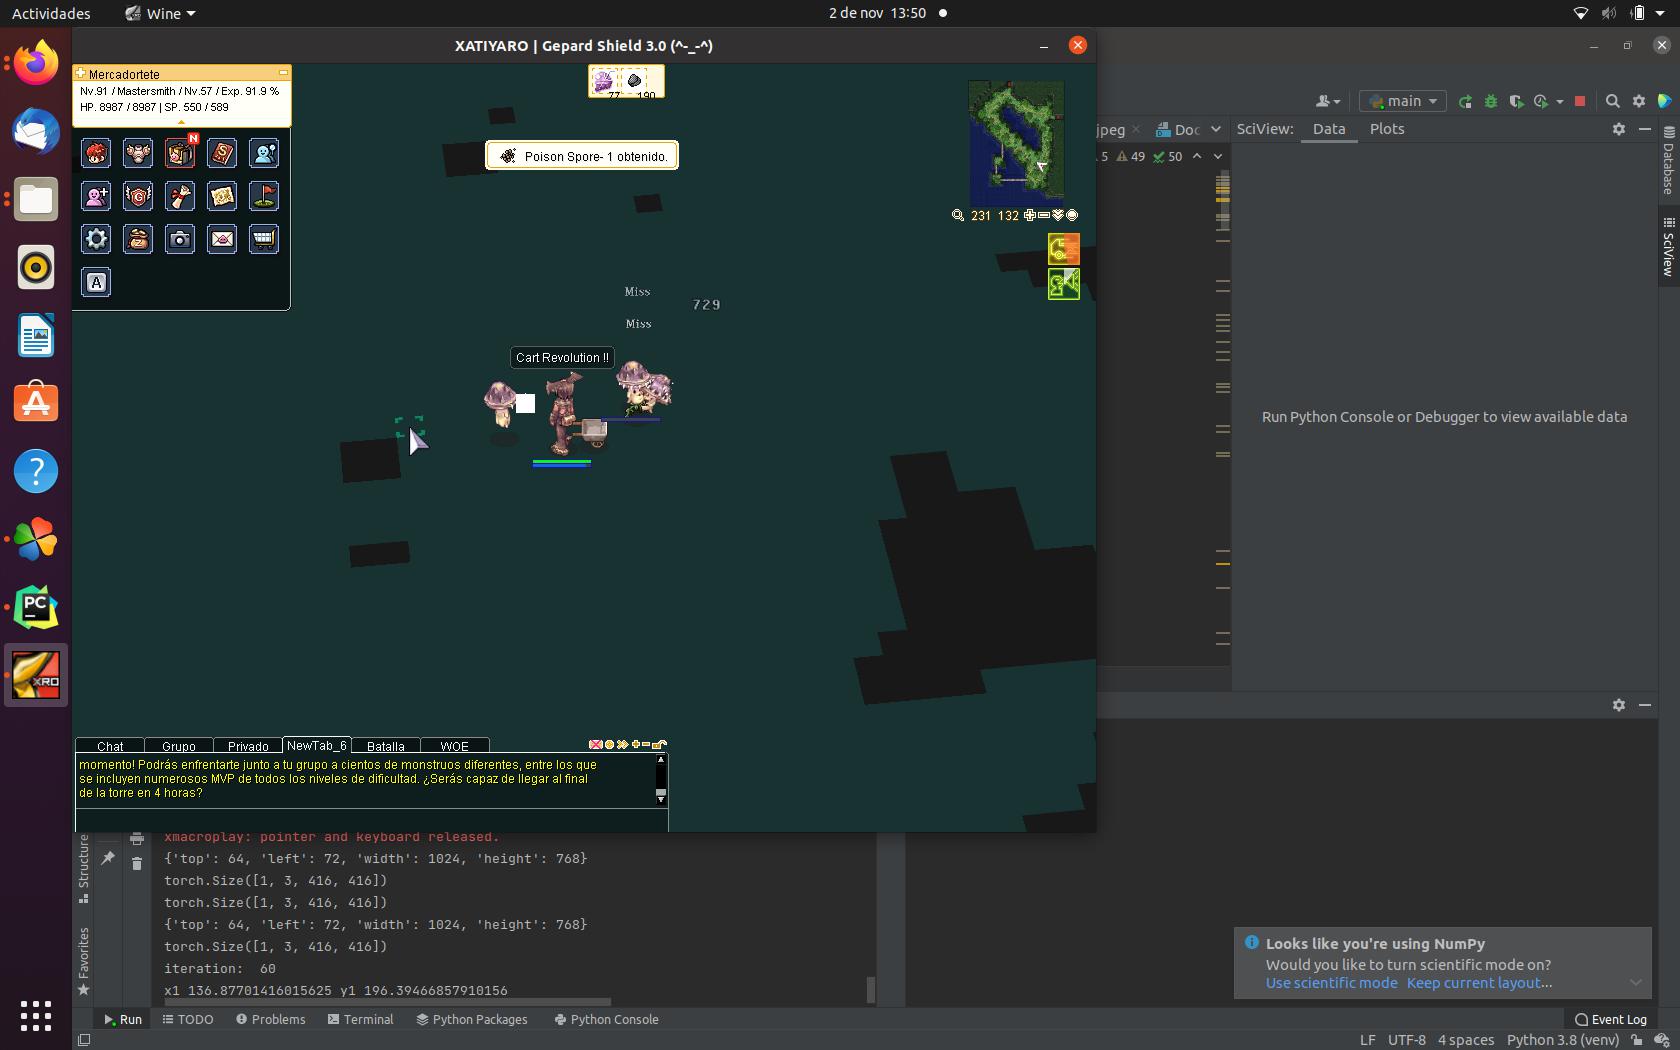 Actividades
Wine
2 de nov 13:50
XATIYARO | Gepard Shield 3.0 (^-_-^)
Mercadortete
Nv.91 / Mastersmith / Nv.57 / Exp. 91.9 %
HP. 8987 / 8987 | SP. 550 / 589
N
A
77 190
Poison Spore- 1 obtenido.
231 132
Miss
729
Miss
Cart Revolution !!
main
jpeg
Doc
SciView:
Data
Plots
5 49 50
Database
SciView
Run Python Console or Debugger to view available data
PC
XRO
Chat
Grupo
Privado
NewTab_6
Batalla
WOE
momento! Podrás enfrentarte junto a tu grupo a cientos de monstruos diferentes, entre los que
se incluyen numerosos MVP de todos los niveles de dificultad. ¿Serás capaz de llegar al final
de la torre en 4 horas?
Structure
Favorites
xmacroplay: pointer and keyboard released.
{'top': 64, 'left': 72, 'width': 1024, 'height': 768}
torch.Size([1, 3, 416, 416])
torch.Size([1, 3, 416, 416])
{'top': 64, 'left': 72, 'width': 1024, 'height': 768}
torch.Size([1, 3, 416, 416])
iteration:  60
x1 136.87701416015625 y1 196.39466857910156
Looks like you're using NumPy
Would you like to turn scientific mode on?
Use scientific mode Keep current layout...
Run
TODO
Problems
Terminal
Python Packages
Python Console
Event Log
LF UTF-8 4 spaces Python 3.8 (venv)